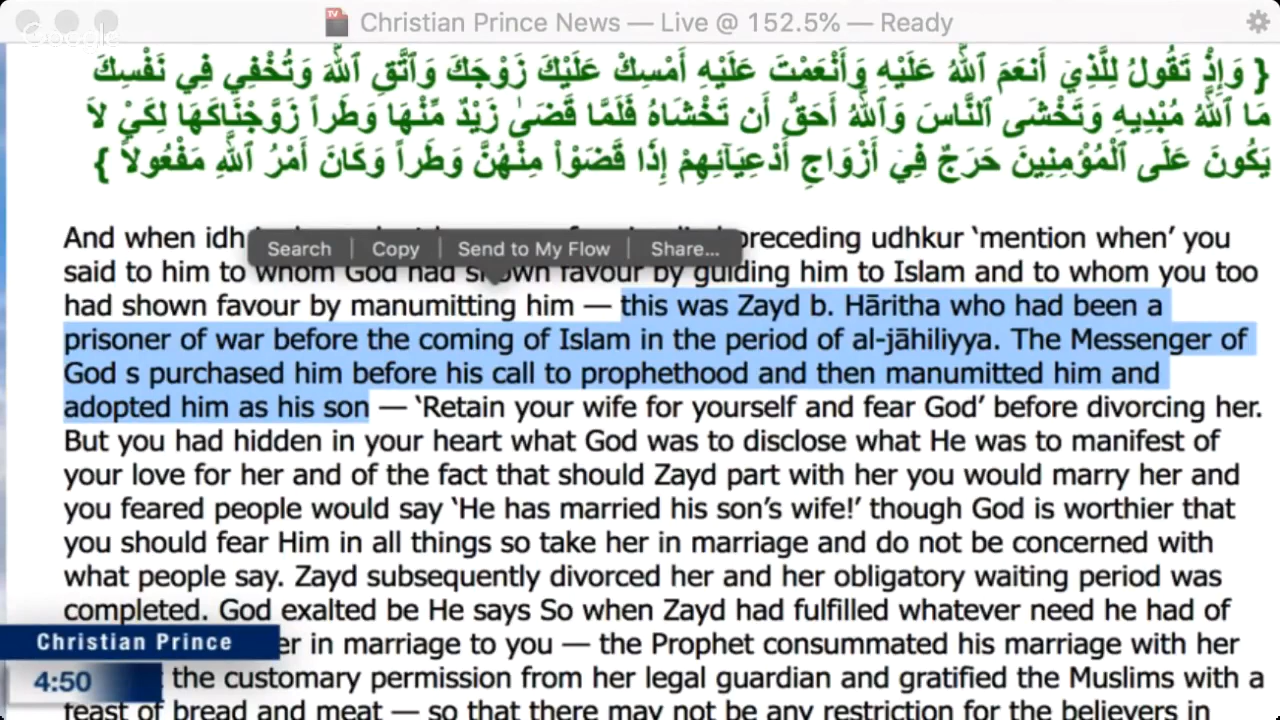 Christian Prince News — Live @ 152.5% — Ready
Google
{ وَإِذْ تَقُولُ لِلَّذِيۤ أَنعَمَ ٱللَّهُ عَلَيْهِ وَأَنْعَمْتَ عَلَيْهِ أَمْسِكْ عَلَيْكَ زَوْجَكَ وَٱتَّقِ ٱللَّهَ وَتُخْفِي فِي نَفْسِكَ
مَا ٱللَّهُ مُبْدِيهِ وَتَخْشَى ٱلنَّاسَ وَٱللَّهُ أَحَقُّ أَن تَخْشَاهُ فَلَمَّا قَضَىٰ زَيْدٌ مِّنْهَا وَطَراً زَوَّجْنَاكَهَا لِكَيْ لاَ
يَكُونَ عَلَى ٱلْمُؤْمِنِينَ حَرَجٌ فِيۤ أَزْوَاجِ أَدْعِيَآئِهِمْ إِذَا قَضَوْاْ مِنْهُنَّ وَطَراً وَكَانَ أَمْرُ ٱللَّهِ مَفْعُولاً }
And when idh preceding udhkur ‘mention when’ you
Search Copy Send to My Flow Share...
said to him to whom God had shown favour by guiding him to Islam and to whom you too
had shown favour by manumitting him — this was Zayd b. Hāritha who had been a
prisoner of war before the coming of Islam in the period of al-jāhiliyya. The Messenger of
God s purchased him before his call to prophethood and then manumitted him and
adopted him as his son — ‘Retain your wife for yourself and fear God’ before divorcing her.
But you had hidden in your heart what God was to disclose what He was to manifest of
your love for her and of the fact that should Zayd part with her you would marry her and
you feared people would say ‘He has married his son’s wife!’ though God is worthier that
you should fear Him in all things so take her in marriage and do not be concerned with
what people say. Zayd subsequently divorced her and her obligatory waiting period was
completed. God exalted be He says So when Zayd had fulfilled whatever need he had of
Christian Prince
er in marriage to you — the Prophet consummated his marriage with her
4:50
the customary permission from her legal guardian and gratified the Muslims with a
feast of bread and meat — so that there may not be any restriction for the believers in